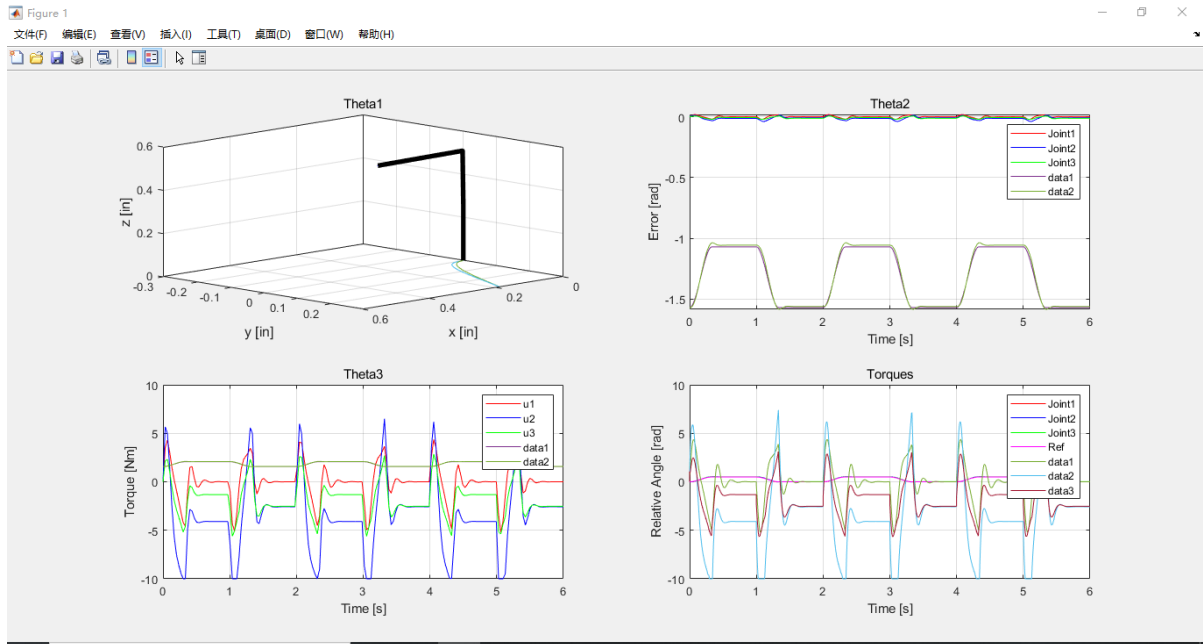 Figure 1
文件(F) 编辑(E) 查看(V) 插入(I) 工具(T) 桌面(D) 窗口(W) 帮助(H)
Theta1
0.6
0.4
0.2
0
z [in]
-0.3
-0.2
-0.1
0
0.1
0.2
y [in]
0.6
0.4
0.2
0
x [in]
Theta2
0
-0.5
-1
-1.5
Error [rad]
Joint1
Joint2
Joint3
data1
data2
0 1 2 3 4 5 6
Time [s]
Theta3
10
5
0
-5
-10
Torque [Nm]
u1
u2
u3
data1
data2
0 1 2 3 4 5 6
Time [s]
Torques
10
5
0
-5
-10
Relative Angle [rad]
Joint1
Joint2
Joint3
Ref
data1
data2
data3
0 1 2 3 4 5 6
Time [s]